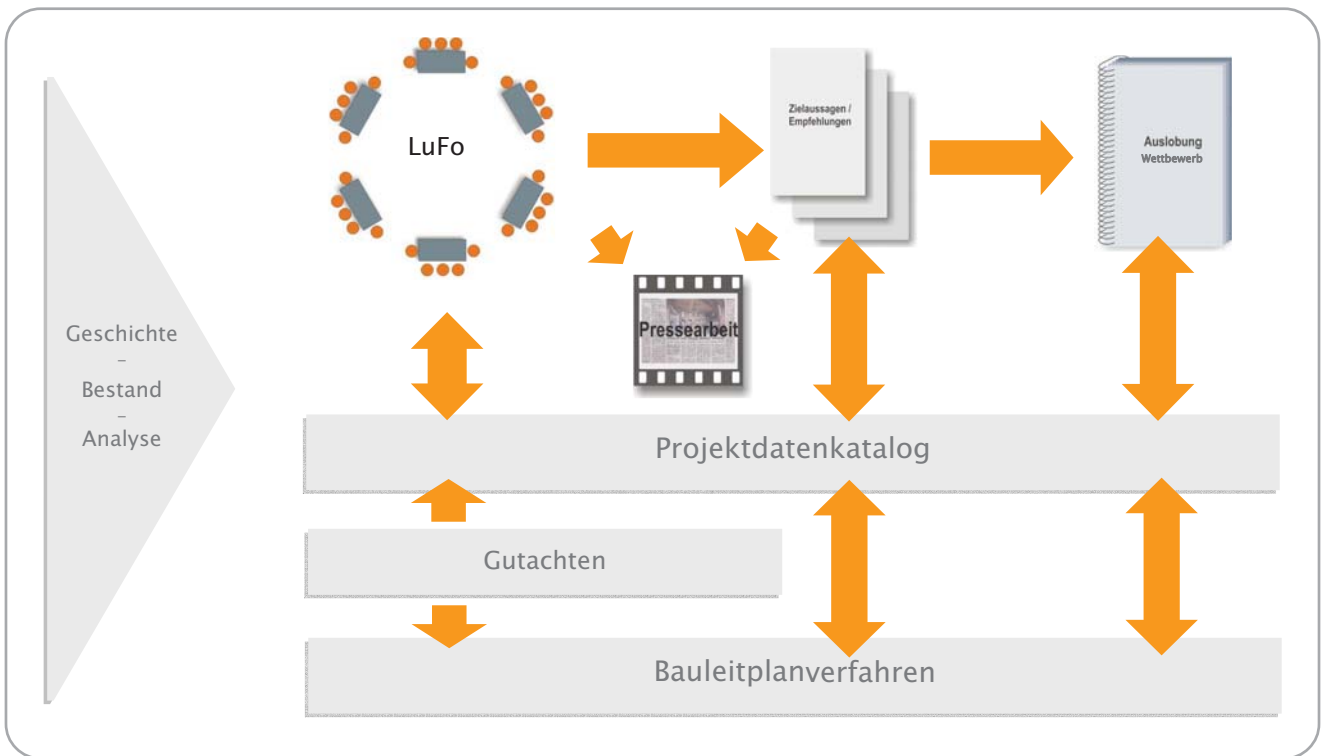 LuFo
Zielaussagen /
Empfehlungen
Auslobung
Wettbewerb
Pressearbeit
Geschichte
–
Bestand
–
Analyse
Projektdatenkatalog
Gutachten
Bauleitplanverfahren